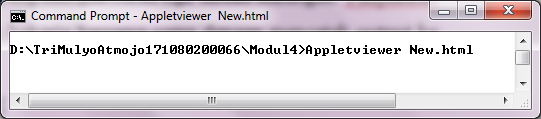 Command Prompt - Appletviewer New.html
D:\TriMulyoAtmojo171080200066\Modul4>Appletviewer New.html